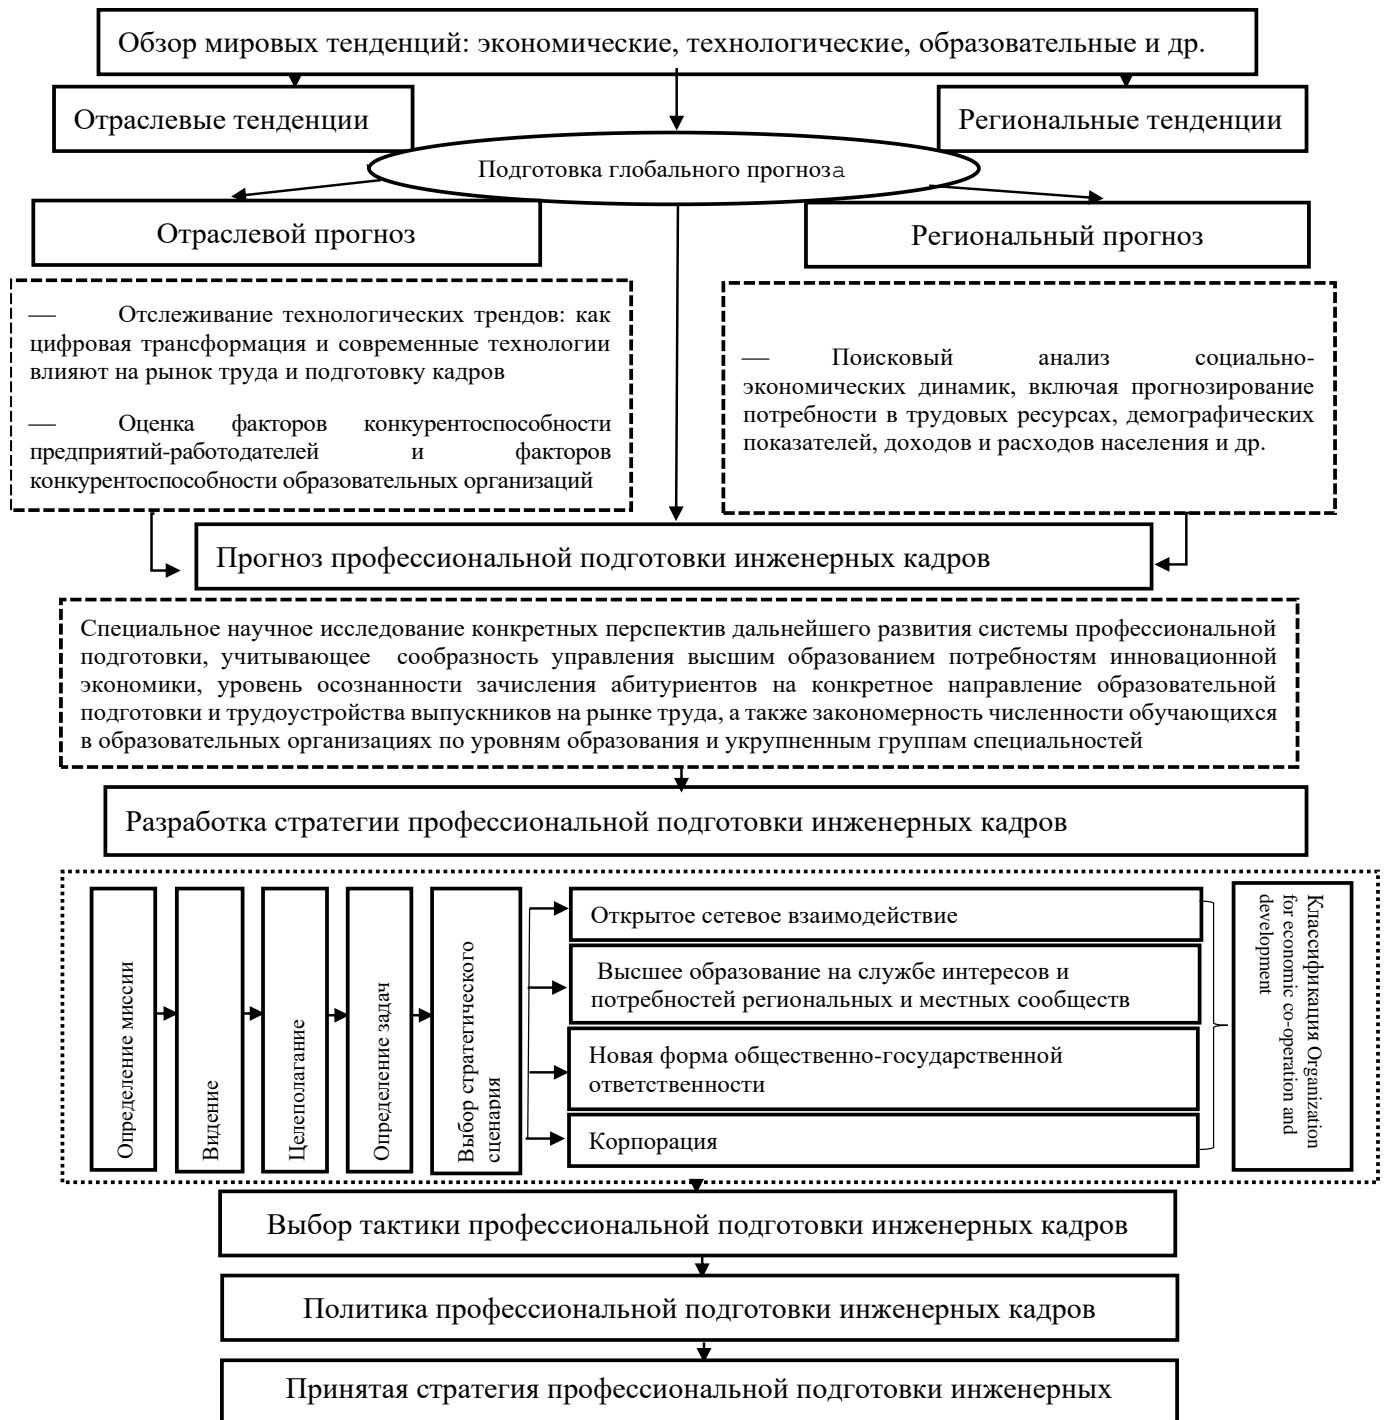 Обзор мировых тенденций: экономические, технологические, образовательные и др.
Отраслевые тенденции
Региональные тенденции
Подготовка глобального прогноза
Отраслевой прогноз
Региональный прогноз
— Отслеживание технологических трендов: как
цифровая трансформация и современные технологии
влияют на рынок труда и подготовку кадров
— Оценка факторов конкурентоспособности
предприятий-работодателей и факторов
конкурентоспособности образовательных организаций
— Поисковый анализ социально-
экономических динамик, включая прогнозирование
потребности в трудовых ресурсах, демографических
показателей, доходов и расходов населения и др.
Прогноз профессиональной подготовки инженерных кадров
Специальное научное исследование конкретных перспектив дальнейшего развития системы профессиональной
подготовки, учитывающее сообразность управления высшим образованием потребностям инновационной
экономики, уровень осознанности зачисления абитуриентов на конкретное направление образовательной
подготовки и трудоустройства выпускников на рынке труда, а также закономерность численности обучающихся
в образовательных организациях по уровням образования и укрупненным группам специальностей
Разработка стратегии профессиональной подготовки инженерных кадров
Определение миссии
Видение
Целеполагание
Определение задач
Выбор стратегического
сценария
Открытое сетевое взаимодействие
Высшее образование на службе интересов и
потребностей региональных и местных сообществ
Новая форма общественно-государственной
ответственности
Корпорация
Классификация Organization
for economic co-operation and
development
Выбор тактики профессиональной подготовки инженерных кадров
Политика профессиональной подготовки инженерных кадров
Принятая стратегия профессиональной подготовки инженерных